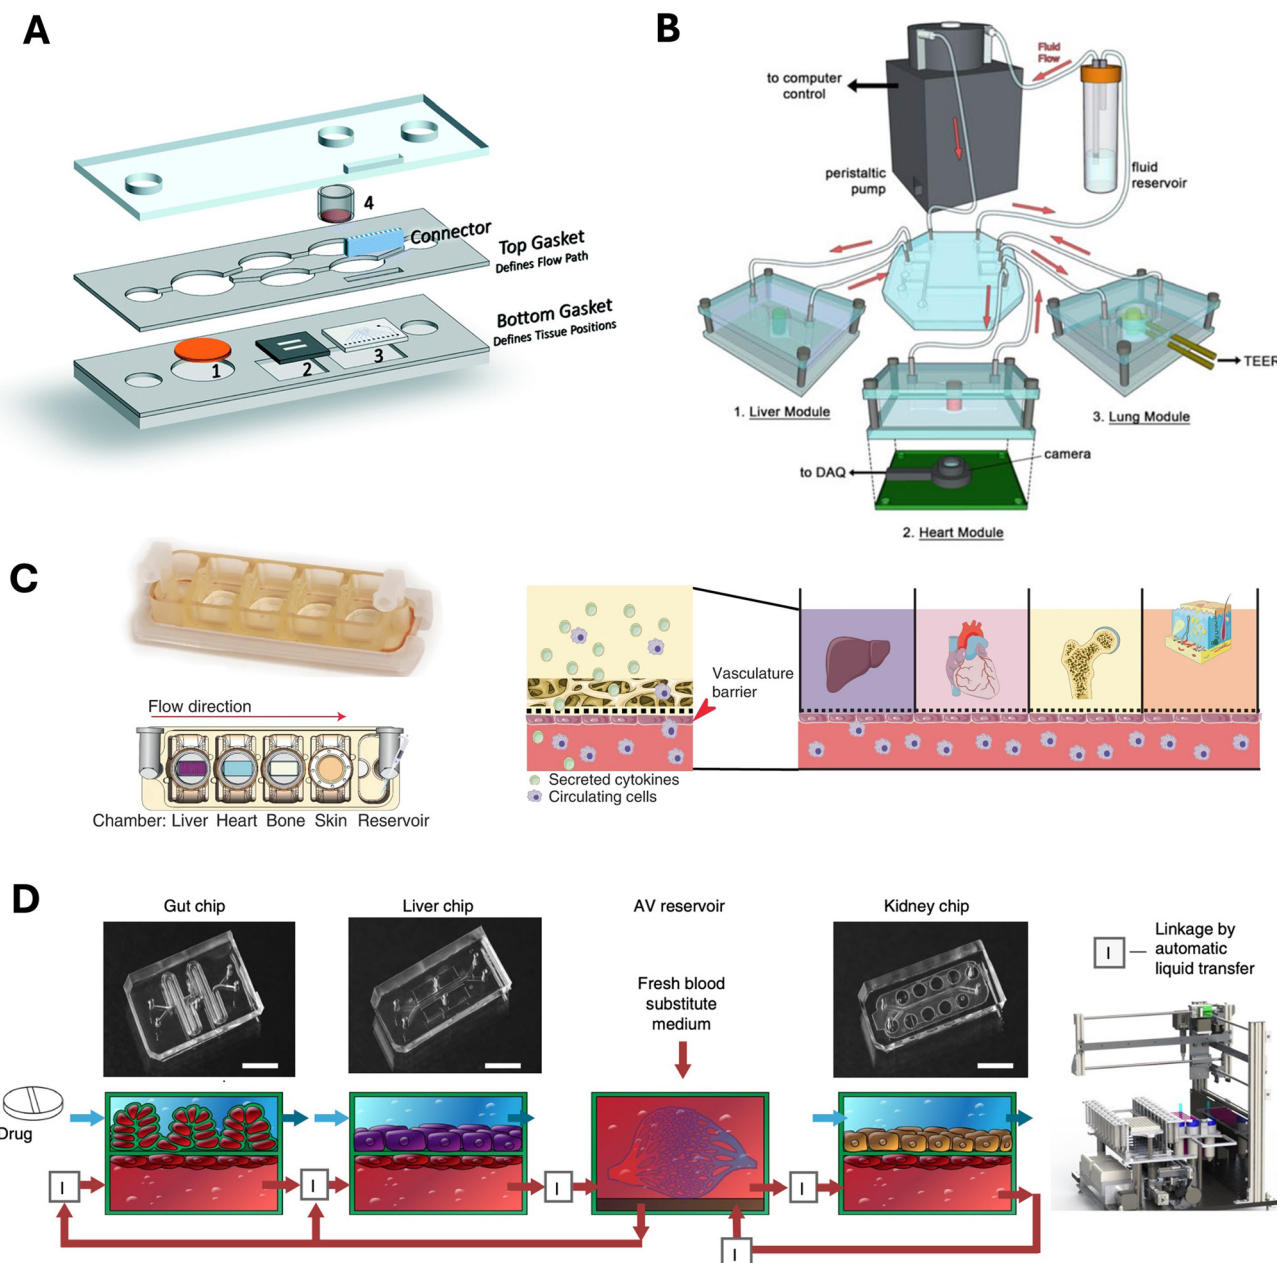 A
4
Connector
Top Gasket
Defines Flow Path
Bottom Gasket
Defines Tissue Positions
1
2
3
B
Fluid
Flow
to computer
control
peristaltic
pump
fluid
reservoir
TEER
1. Liver Module
3. Lung Module
camera
to DAQ
2. Heart Module
C
Flow direction
Chamber: Liver Heart Bone Skin Reservoir
Vasculature
barrier
Secreted cytokines
Circulating cells
D
Gut chip
Liver chip
AV reservoir
Kidney chip
I
Linkage by
automatic
liquid transfer
Fresh blood
substitute
medium
Drug
I
I
I
I
I